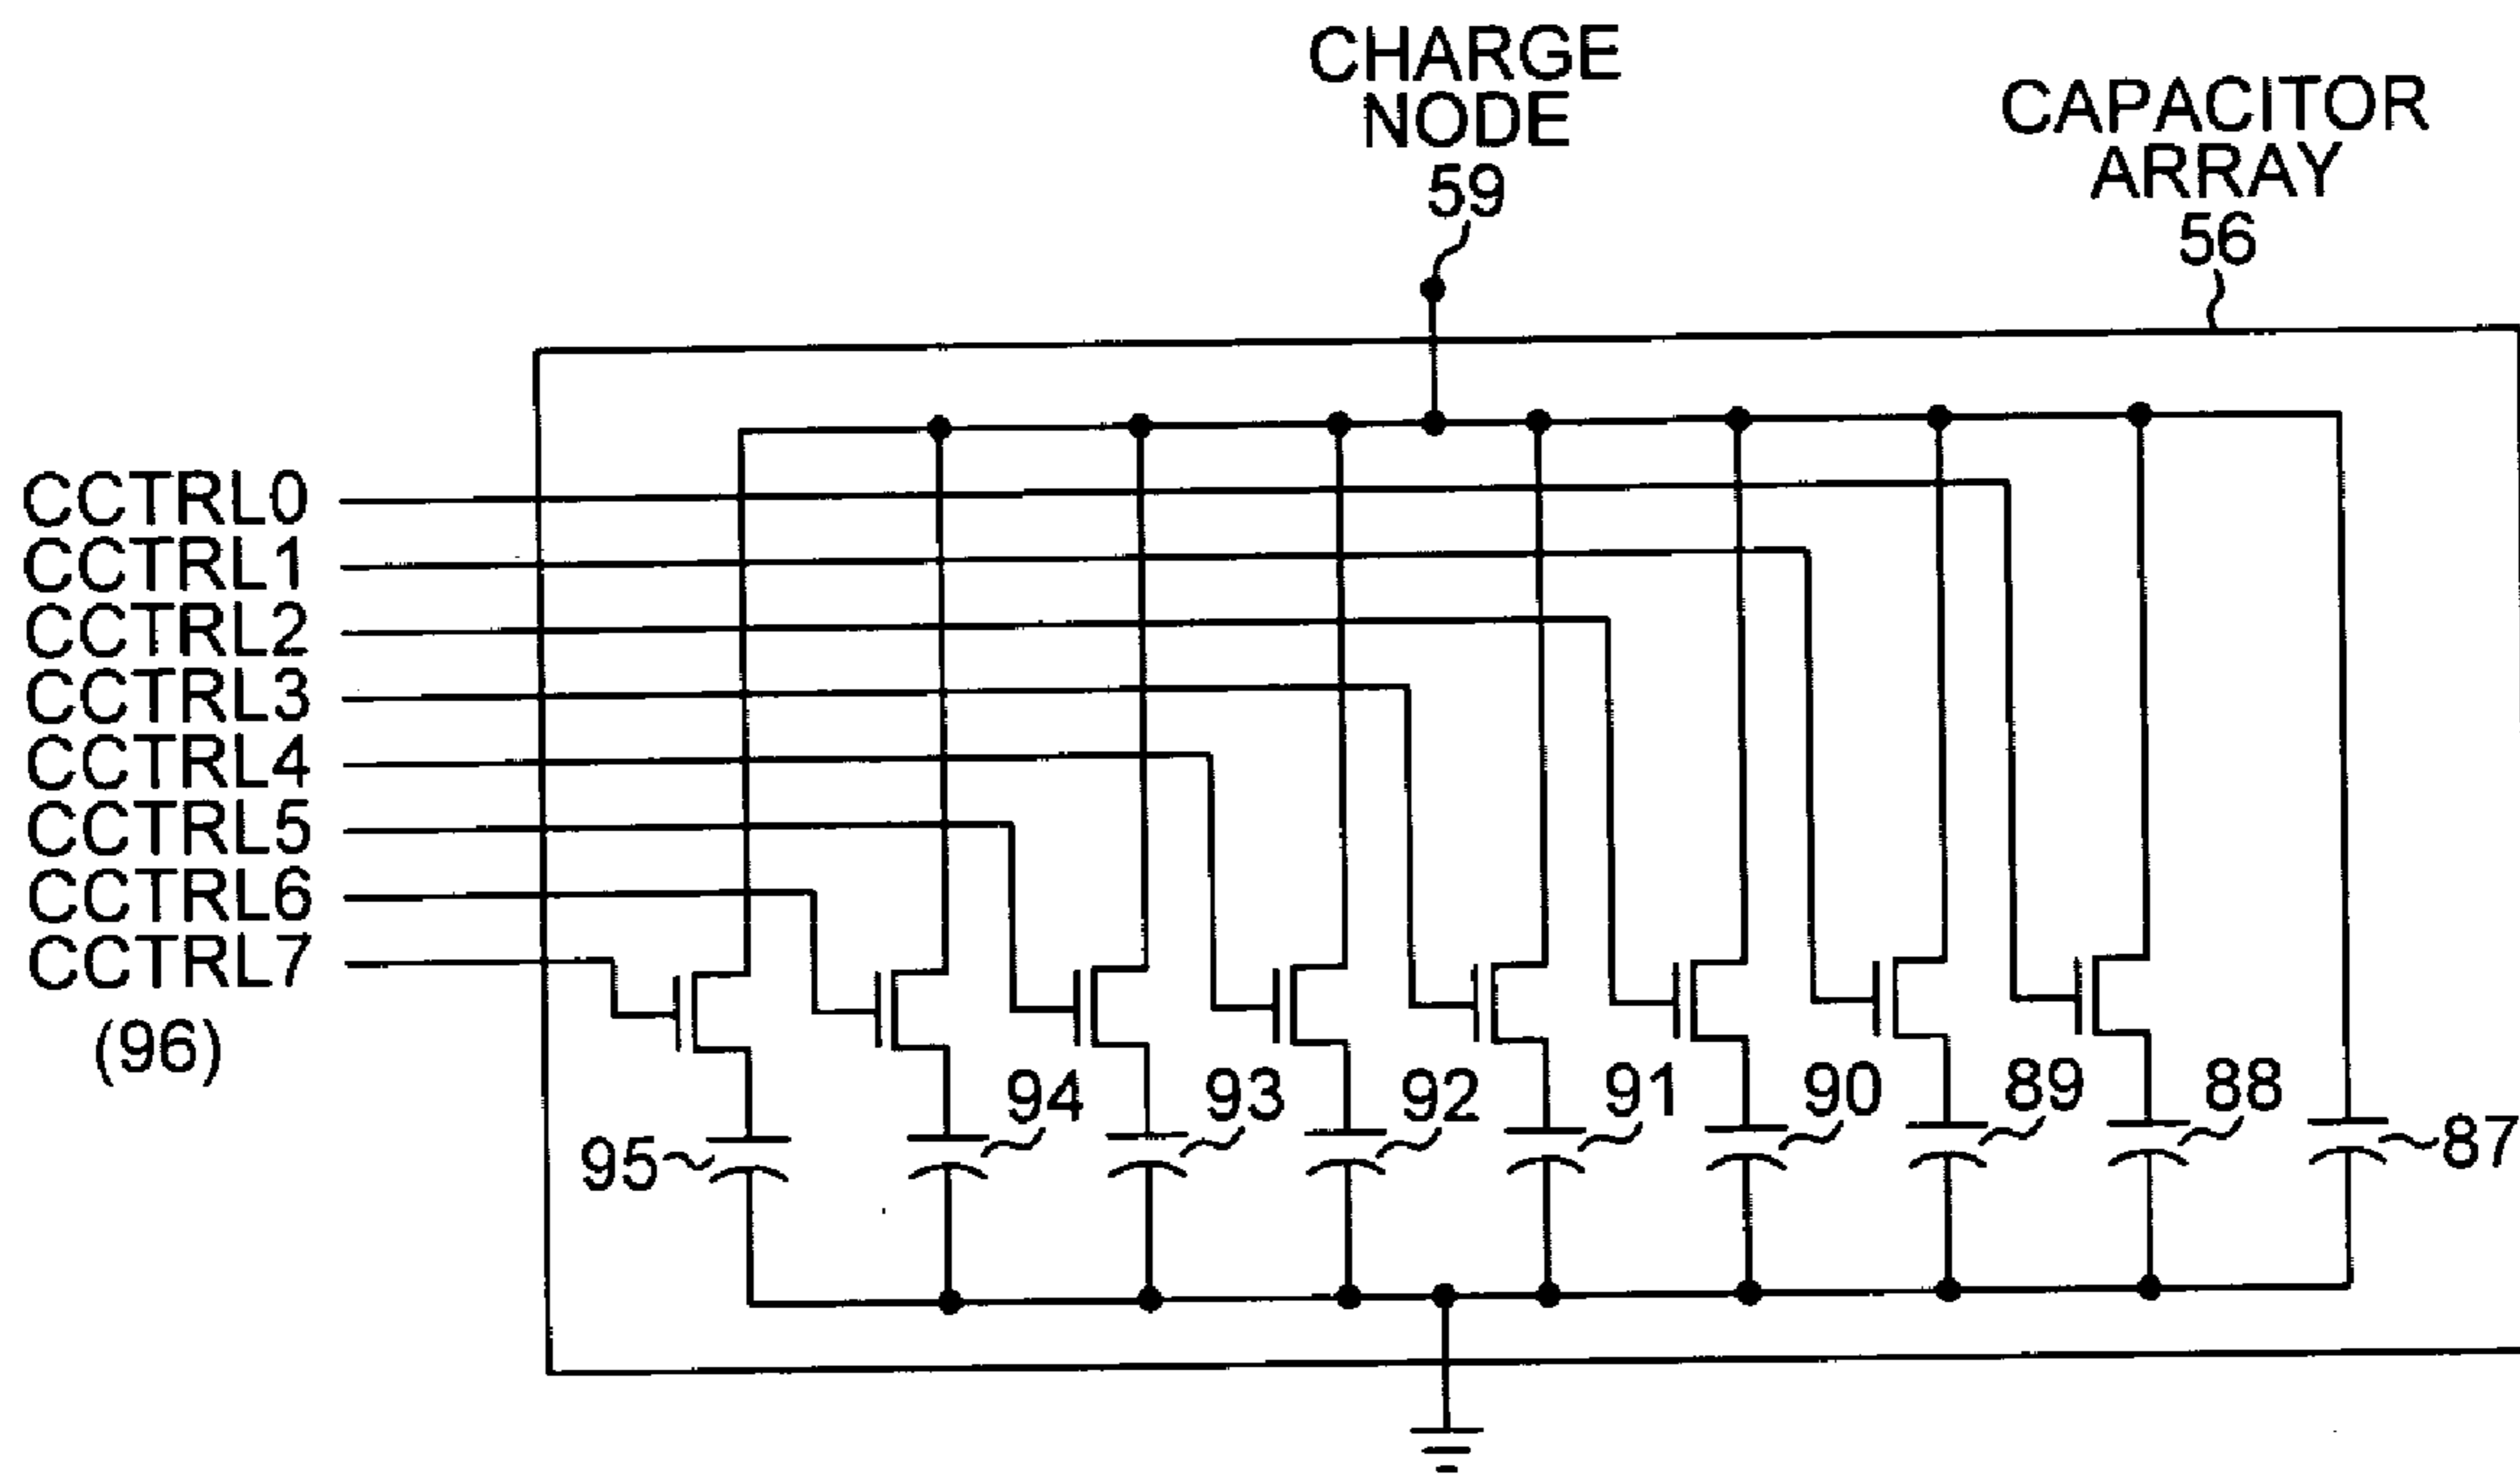 CHARGE
NODE
59
CAPACITOR
ARRAY
56
CCTRL0
CCTRL1
CCTRL2
CCTRL3
CCTRL4
CCTRL5
CCTRL6
CCTRL7
(96)
95
94
93
92
91
90
89
88
87